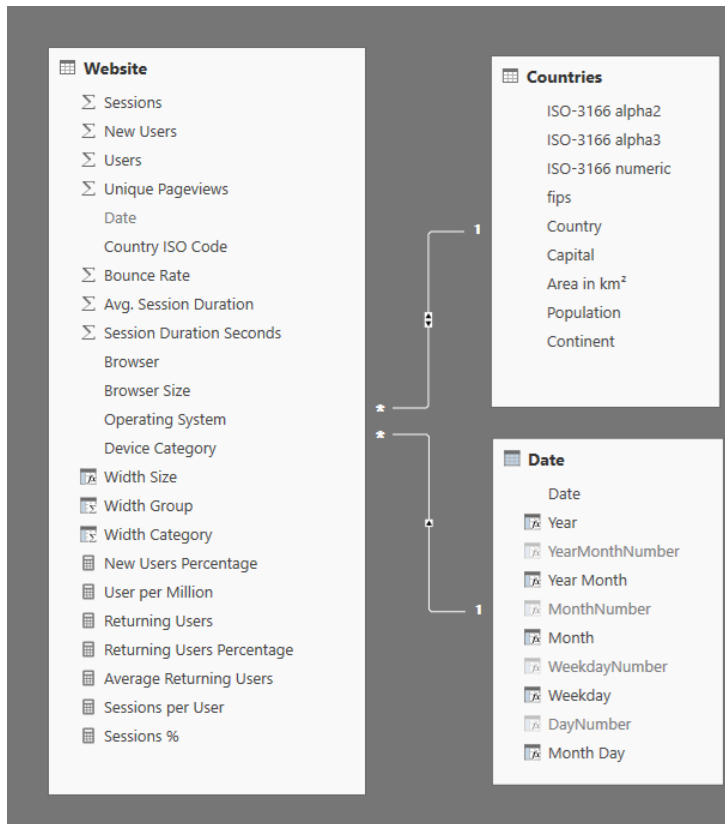 Website
Sessions
New Users
Users
Unique Pageviews
Date
Country ISO Code
Bounce Rate
Avg. Session Duration
Session Duration Seconds
Browser
Browser Size
Operating System
Device Category
Width Size
Width Group
Width Category
New Users Percentage
User per Million
Returning Users
Returning Users Percentage
Average Returning Users
Sessions per User
Sessions %
1
*
*
1
Countries
ISO-3166 alpha2
ISO-3166 alpha3
ISO-3166 numeric
fips
Country
Capital
Area in km²
Population
Continent
Date
Date
Year
YearMonthNumber
Year Month
MonthNumber
Month
WeekdayNumber
Weekday
DayNumber
Month Day